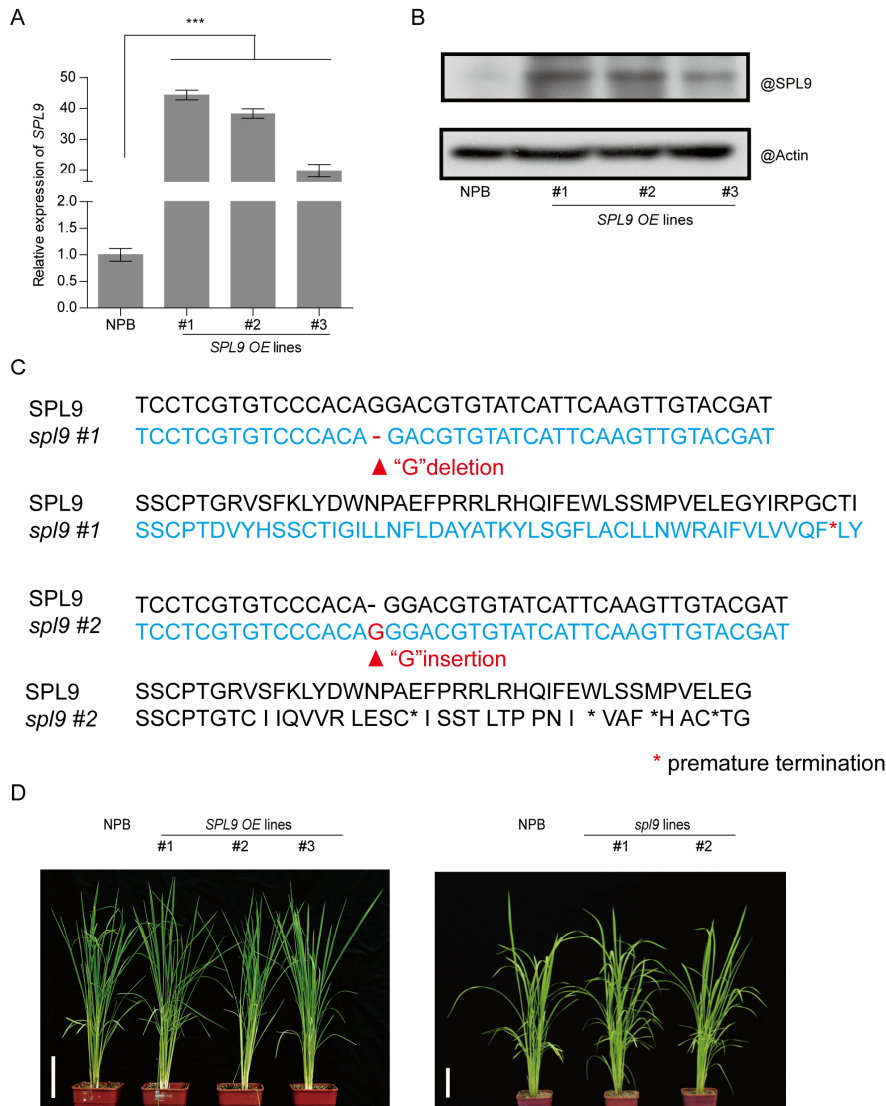 A
***
Relative expression of SPL9
50
40
30
20
2.0
1.5
1.0
0.5
0.0
NPB #1 #2 #3
SPL9 OE lines
B
@SPL9
@Actin
NPB #1 #2 #3
SPL9 OE lines
C
SPL9 TCCTCGTGTCCCACAGGACGTGTATCATTCAAGTTGTACGAT
spl9 #1 TCCTCGTGTCCCACA - GACGTGTATCATTCAAGTTGTACGAT
▲ “G”deletion
SPL9 SSCPTGRVSFKLYDWNPAEFPRRLRHQIFEWLSSMPVELEGYIRPGCTI
spl9 #1 SSCPTDVYHSSCTIGILLNFLDAYATKYLSGFLACLLNWRAIFVLVVQF*LY
SPL9 TCCTCGTGTCCCACA- GGACGTGTATCATTCAAGTTGTACGAT
spl9 #2 TCCTCGTGTCCCACAGGGACGTGTATCATTCAAGTTGTACGAT
▲ “G”insertion
SPL9 SSCPTGRVSFKLYDWNPAEFPRRLRHQIFEWLSSMPVELEG
spl9 #2 SSCPTGTC I IQVVR LESC* I SST LTP PN I * VAF *H AC*TG
* premature termination
D
NPB SPL9 OE lines
#1 #2 #3
NPB spl9 lines
#1 #2